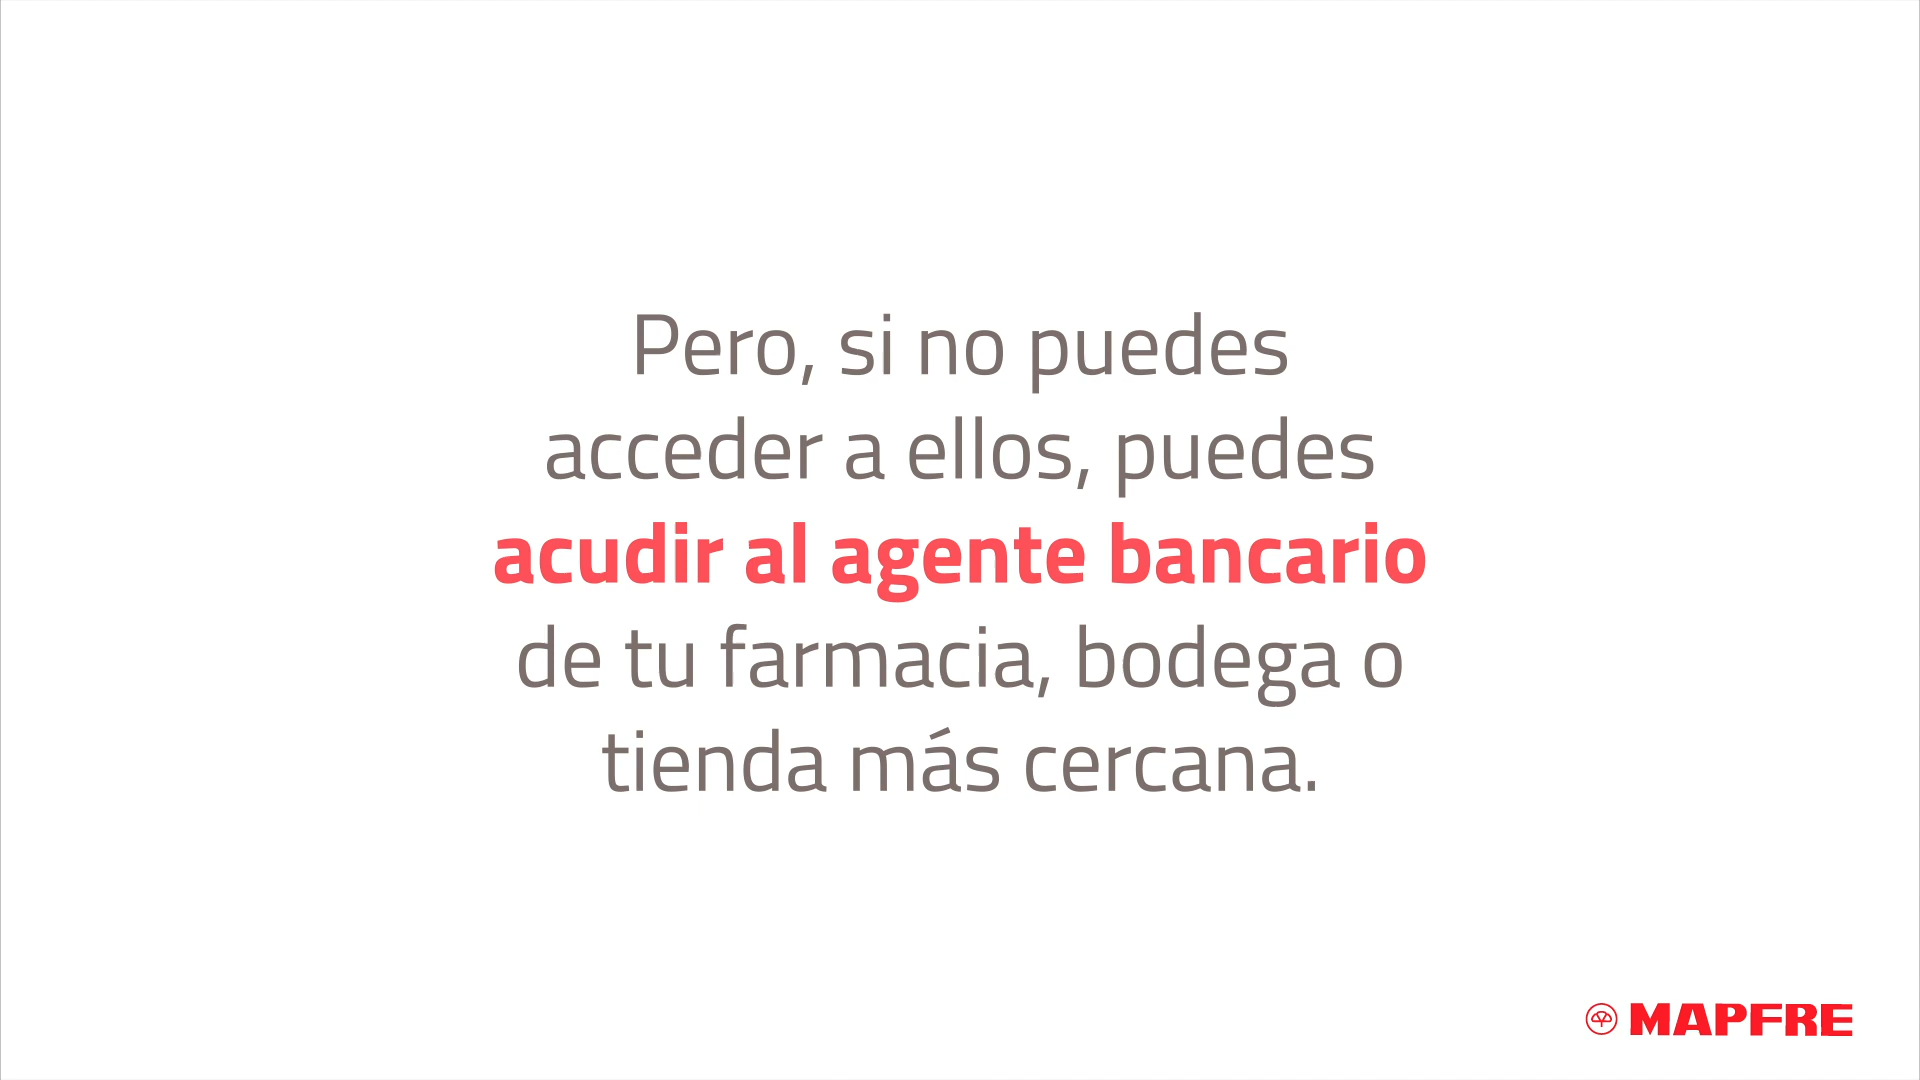 Pero, si no puedes
acceder a ellos, puedes
acudir al agente bancario
de tu farmacia, bodega o
tienda más cercana.
MAPFRE